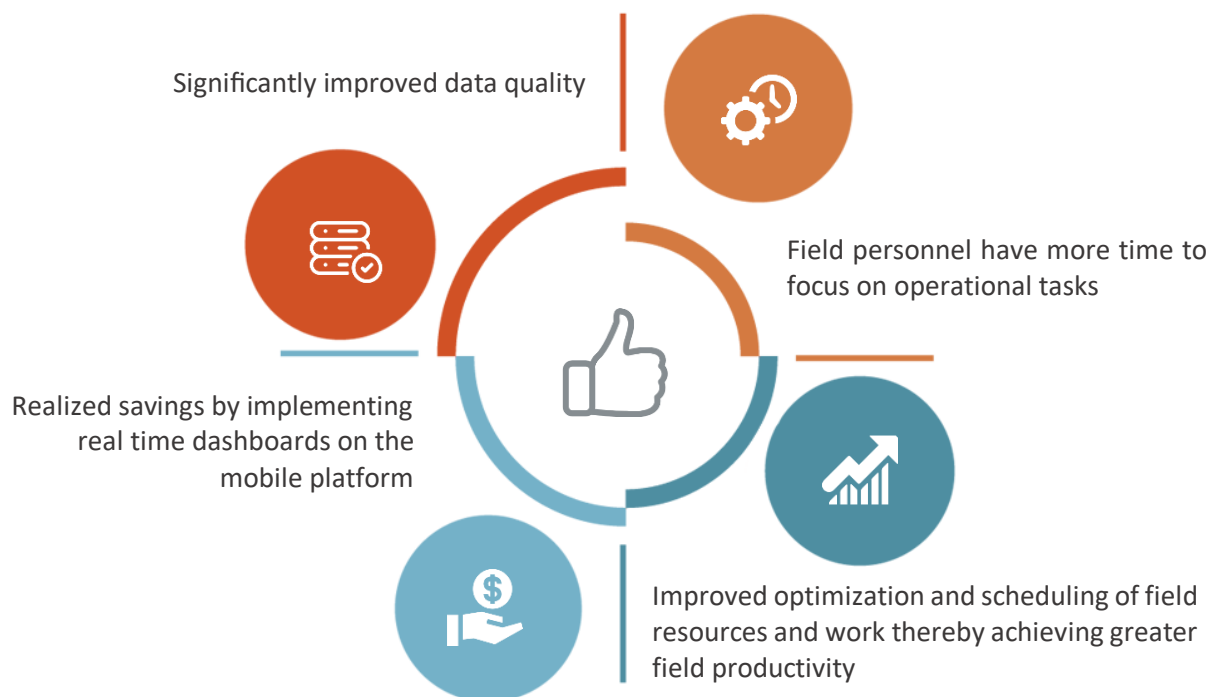 Significantly improved data quality
Field personnel have more time to
focus on operational tasks
Realized savings by implementing
real time dashboards on the
mobile platform
$
Improved optimization and scheduling of field
resources and work thereby achieving greater
field productivity